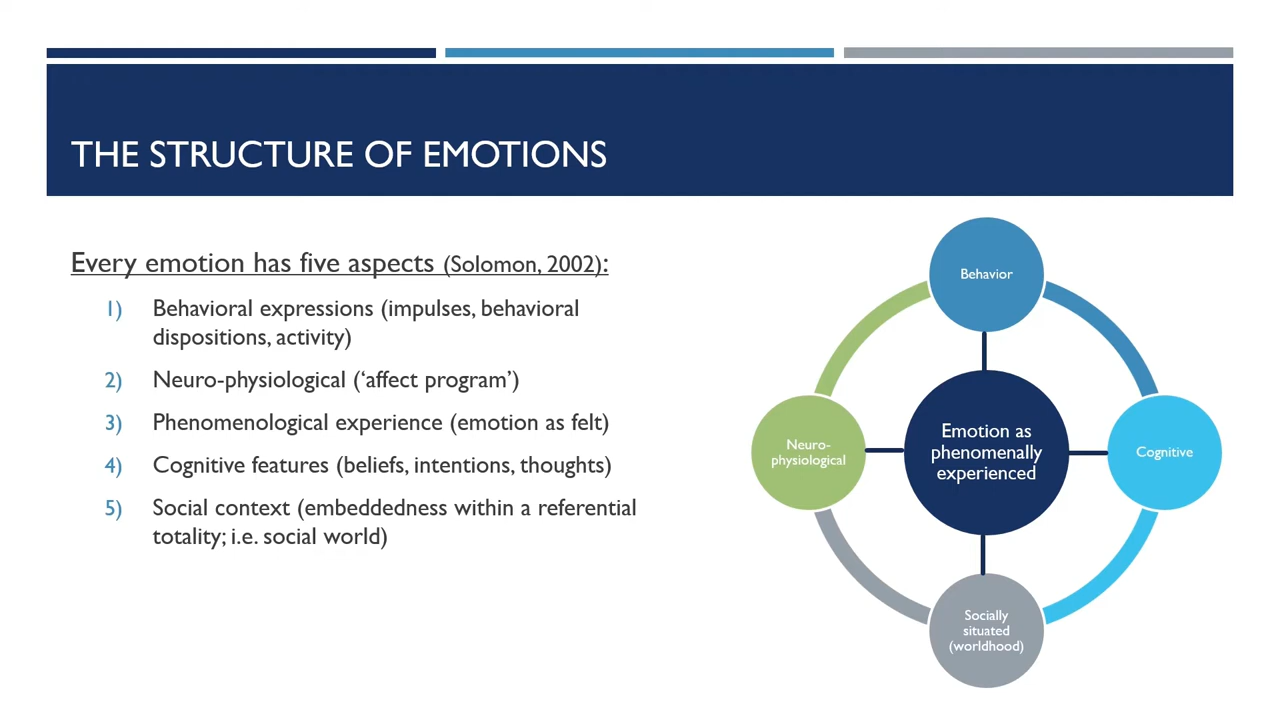 THE STRUCTURE OF EMOTIONS
Every emotion has five aspects (Solomon, 2002):
1) Behavioral expressions (impulses, behavioral
dispositions, activity)
2) Neuro-physiological (‘affect program’)
3) Phenomenological experience (emotion as felt)
4) Cognitive features (beliefs, intentions, thoughts)
5) Social context (embeddedness within a referential
totality; i.e. social world)
Behavior
Neuro-
physiological
Emotion as
phenomenally
experienced
Cognitive
Socially
situated
(worldhood)